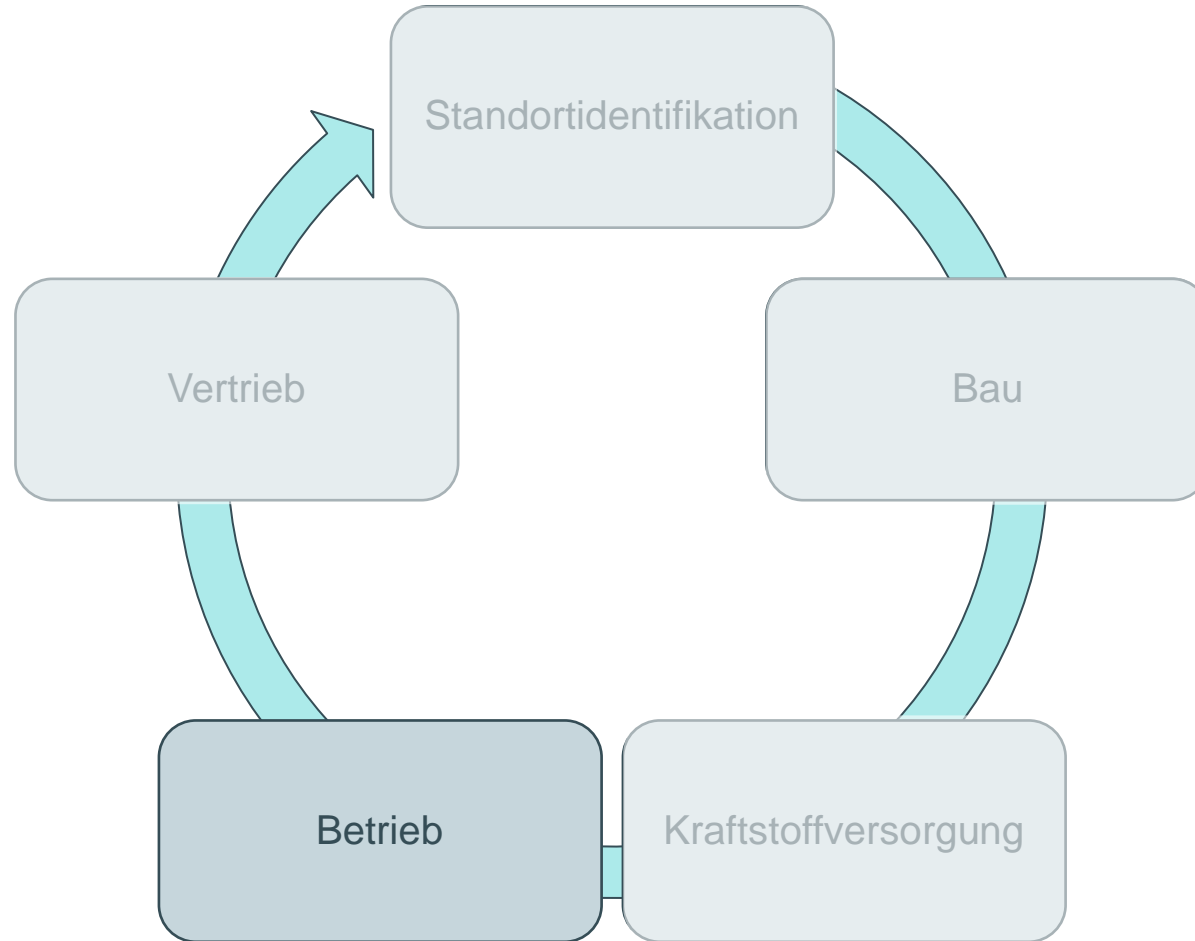 Standortidentifikation
Vertrieb
Bau
Betrieb
Kraftstoffversorgung